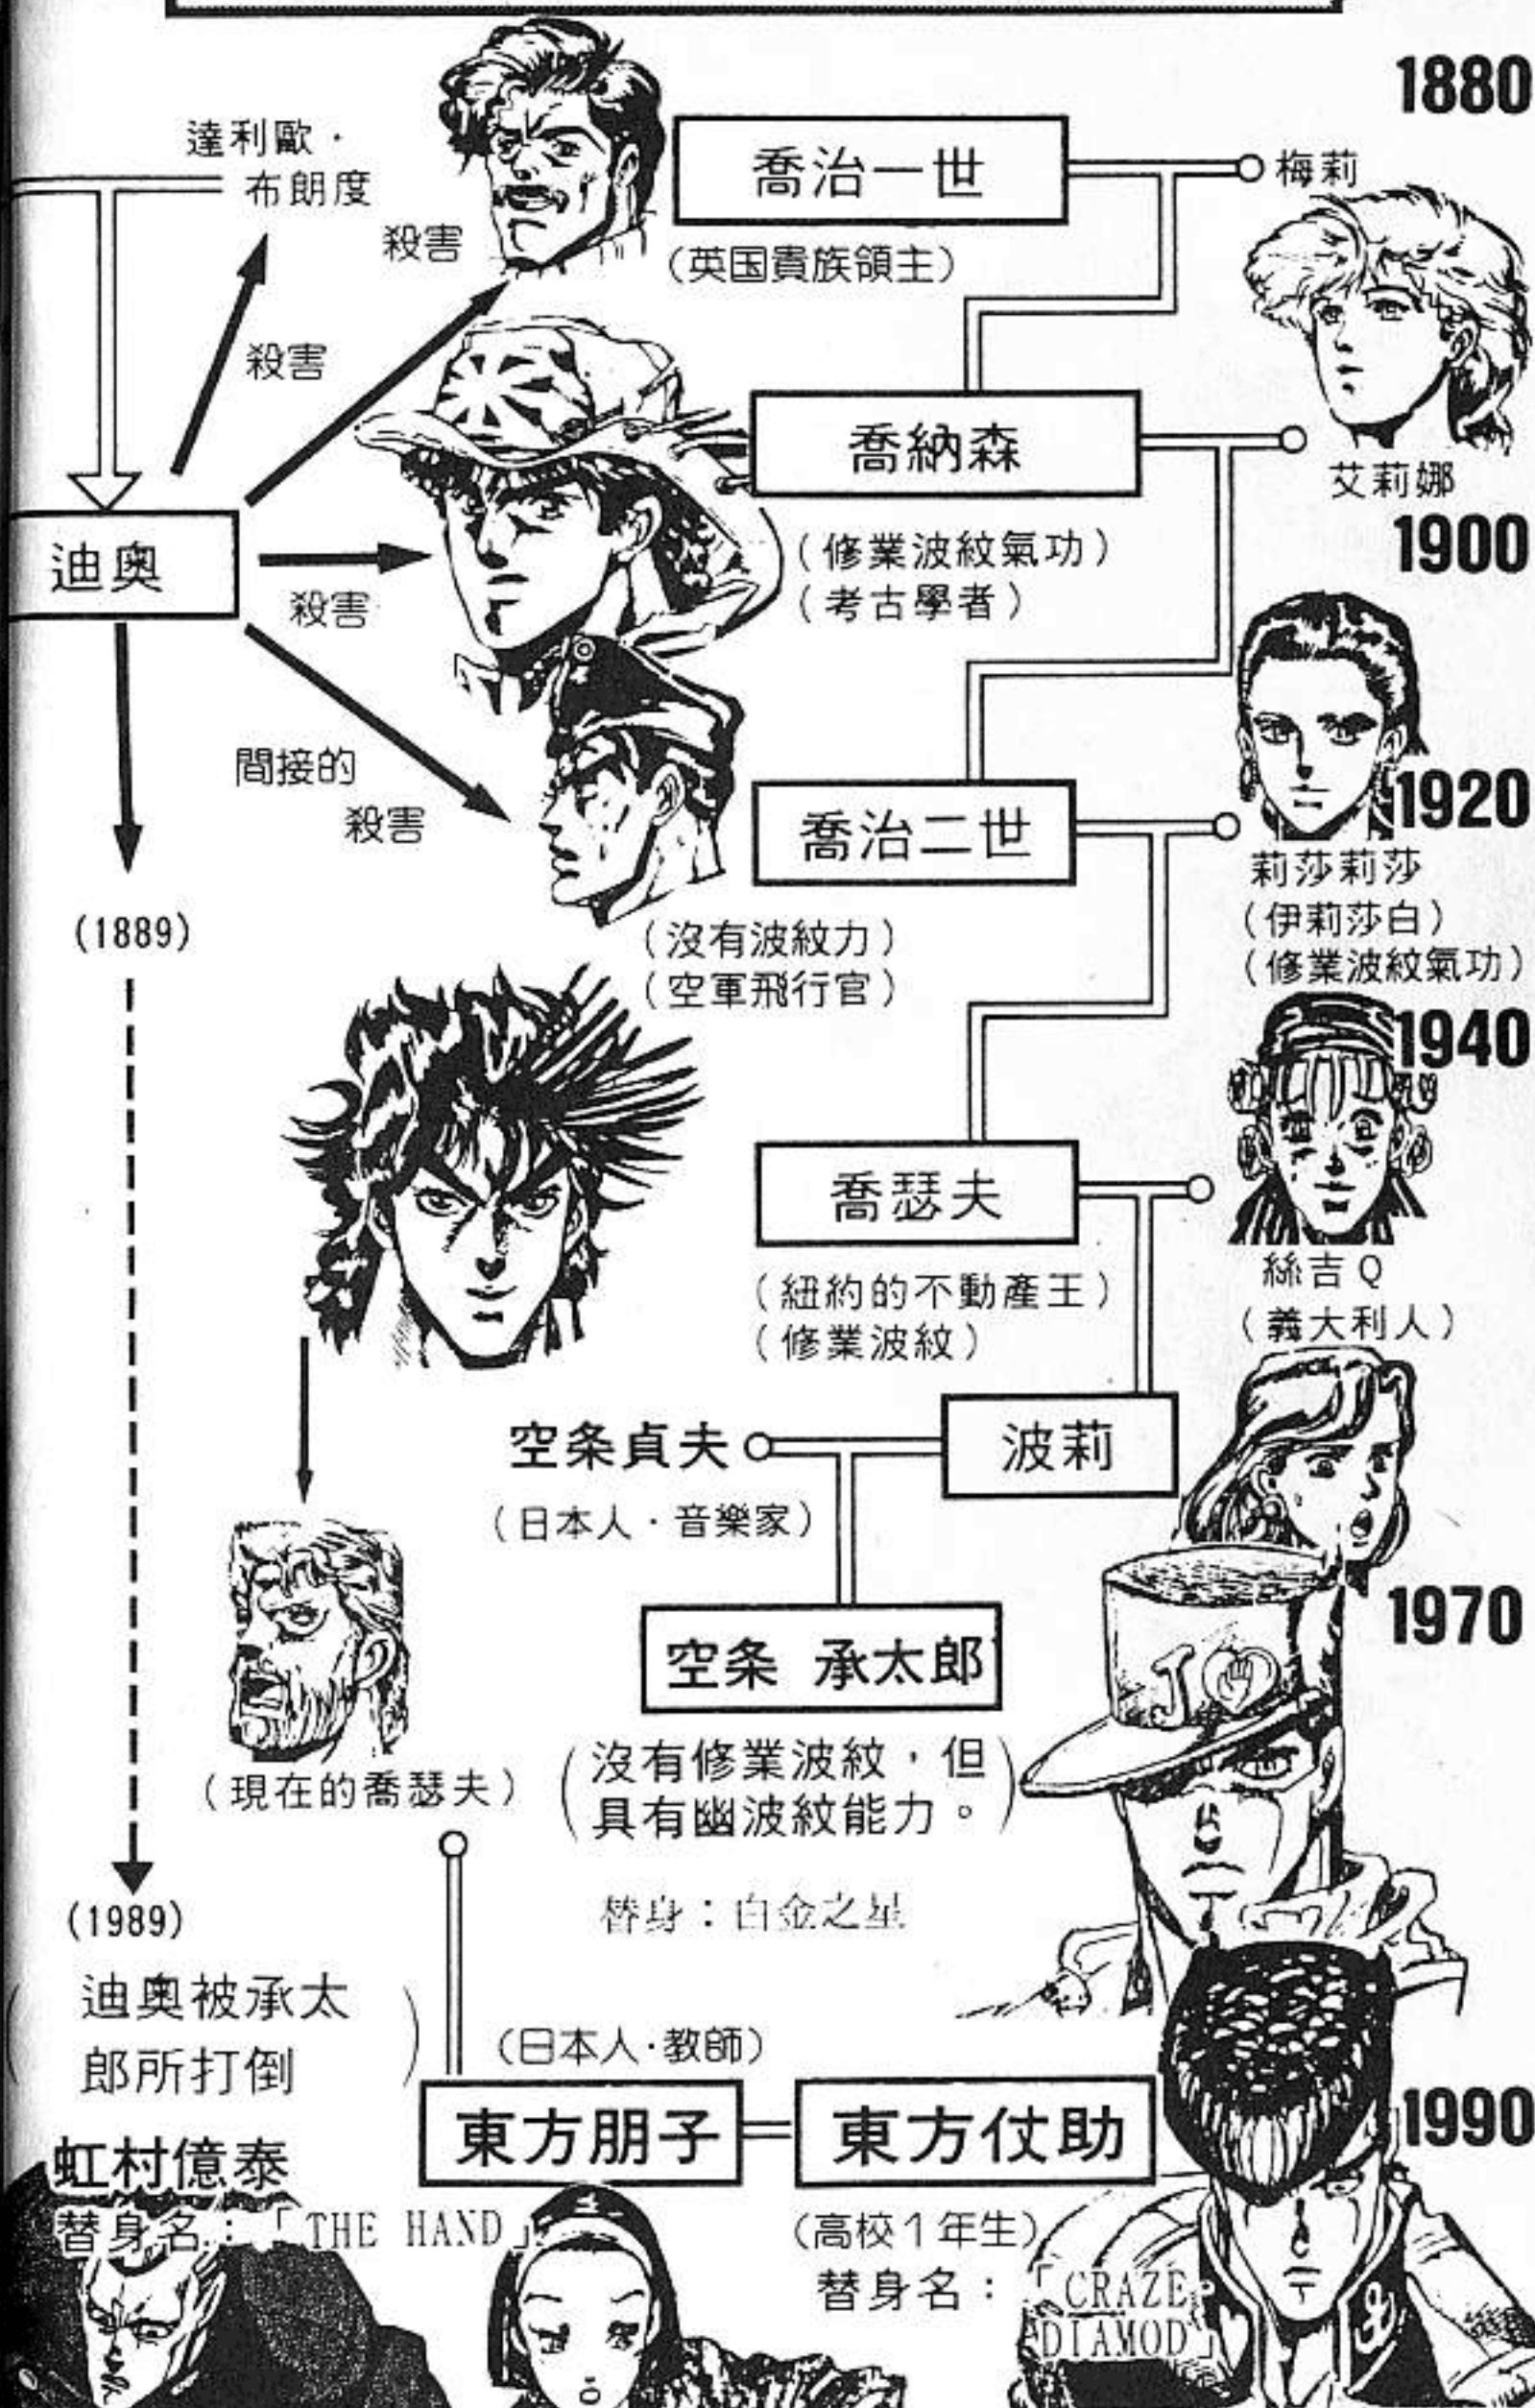 1880
達利歐・
布朗度
喬治一世
梅莉
殺害
(英国貴族領主)
殺害
喬納森
艾莉娜
1900
迪奧
(修業波紋氣功)
(考古學者)
殺害
間接的
殺害
喬治二世
1920
莉莎莉莎
(伊莉莎白)
(修業波紋氣功)
(1889)
(沒有波紋力)
(空軍飛行官)
1940
喬瑟夫
絲吉Q
(義大利人)
(紐約的不動產王)
(修業波紋)
空条貞夫
波莉
(日本人・音樂家)
1970
空条 承太郎
J
(現在的喬瑟夫)
(沒有修業波紋，但
具有幽波紋能力。)
替身：白金之星
(1989)
(迪奧被承太
郎所打倒)
(日本人・教師)
東方朋子
東方仗助
1990
虹村億泰
替身名：「THE HAND」
(高校1年生)
替身名：「CRAZE
DIAMOD」